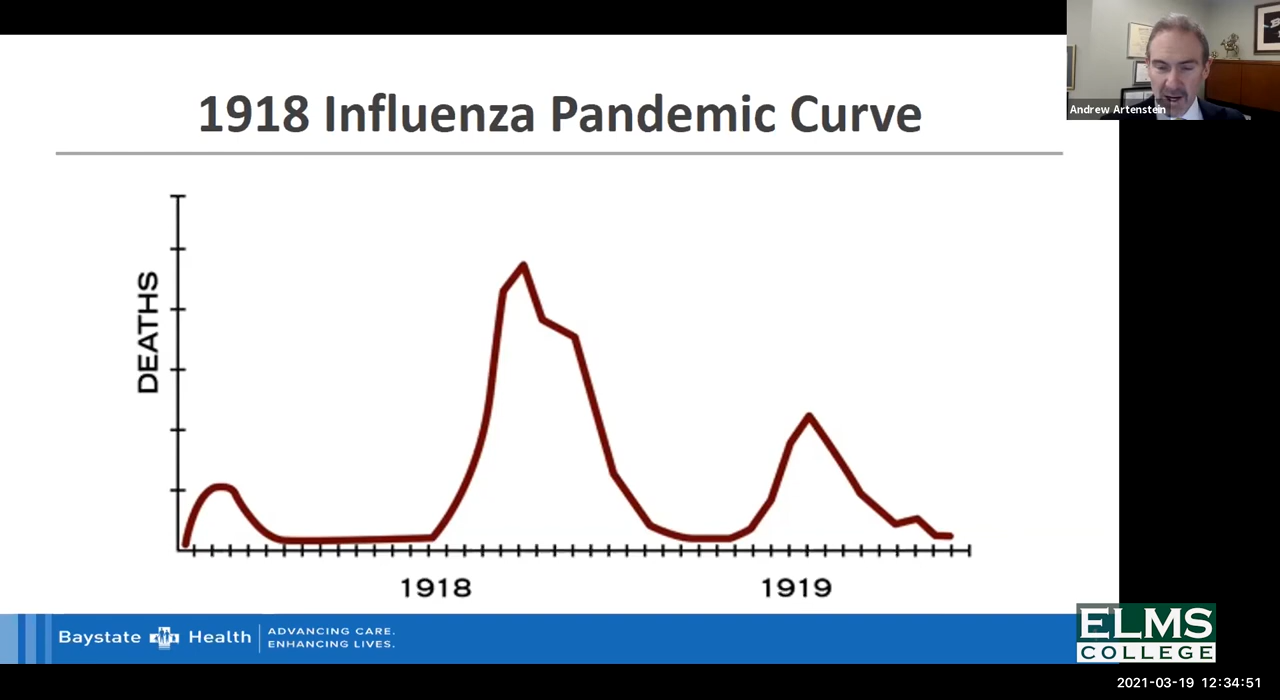 1918 Influenza Pandemic Curve
Andrew Artenstein
DEATHS
1918
1919
Baystate Health
ADVANCING CARE.
ENHANCING LIVES.
ELMS
COLLEGE
2021-03-19 12:34:51